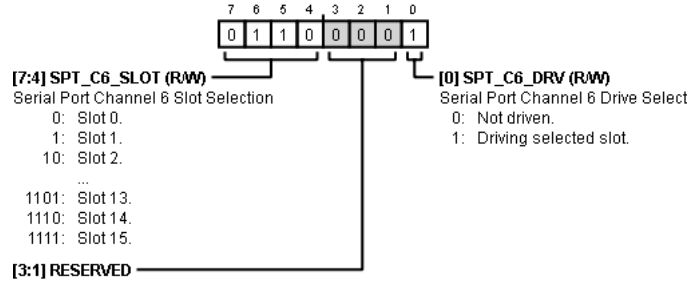 7 6 5 4 3 2 1 0
0 1 1 0 0 0 0 1
[7:4] SPT_C6_SLOT (R/W)
Serial Port Channel 6 Slot Selection
0: Slot 0.
1: Slot 1.
10: Slot 2.
...
1101: Slot 13.
1110: Slot 14.
1111: Slot 15.
[3:1] RESERVED
[0] SPT_C6_DRV (R/W)
Serial Port Channel 6 Drive Select
0: Not driven.
1: Driving selected slot.